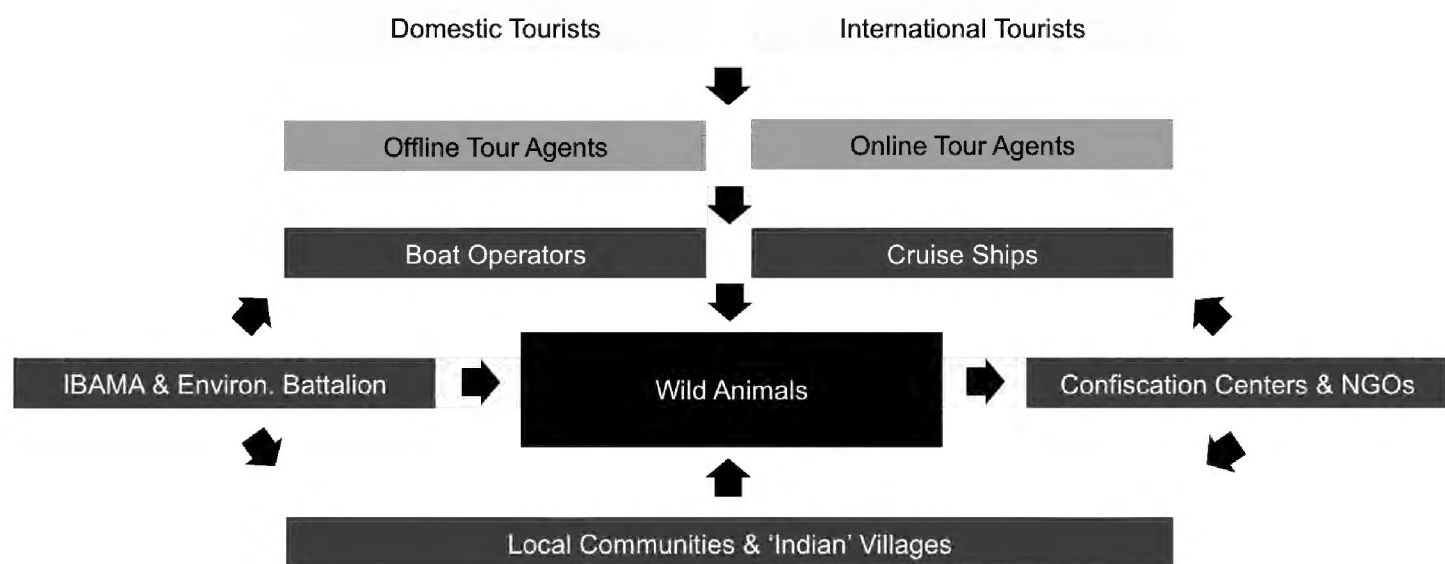 Domestic Tourists
International Tourists
Offline Tour Agents
Online Tour Agents
Boat Operators
Cruise Ships
IBAMA & Environ. Battalion
Wild Animals
Confiscation Centers & NGOs
Local Communities & ‘Indian’ Villages